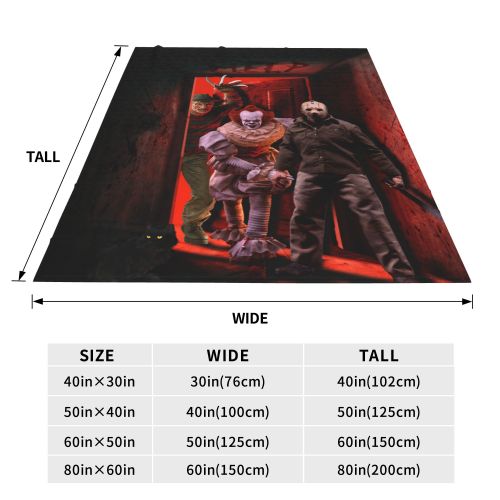 TALL
WIDE
SIZE WIDE TALL
40in×30in 30in(76cm) 40in(102cm)
50in×40in 40in(100cm) 50in(125cm)
60in×50in 50in(125cm) 60in(150cm)
80in×60in 60in(150cm) 80in(200cm)